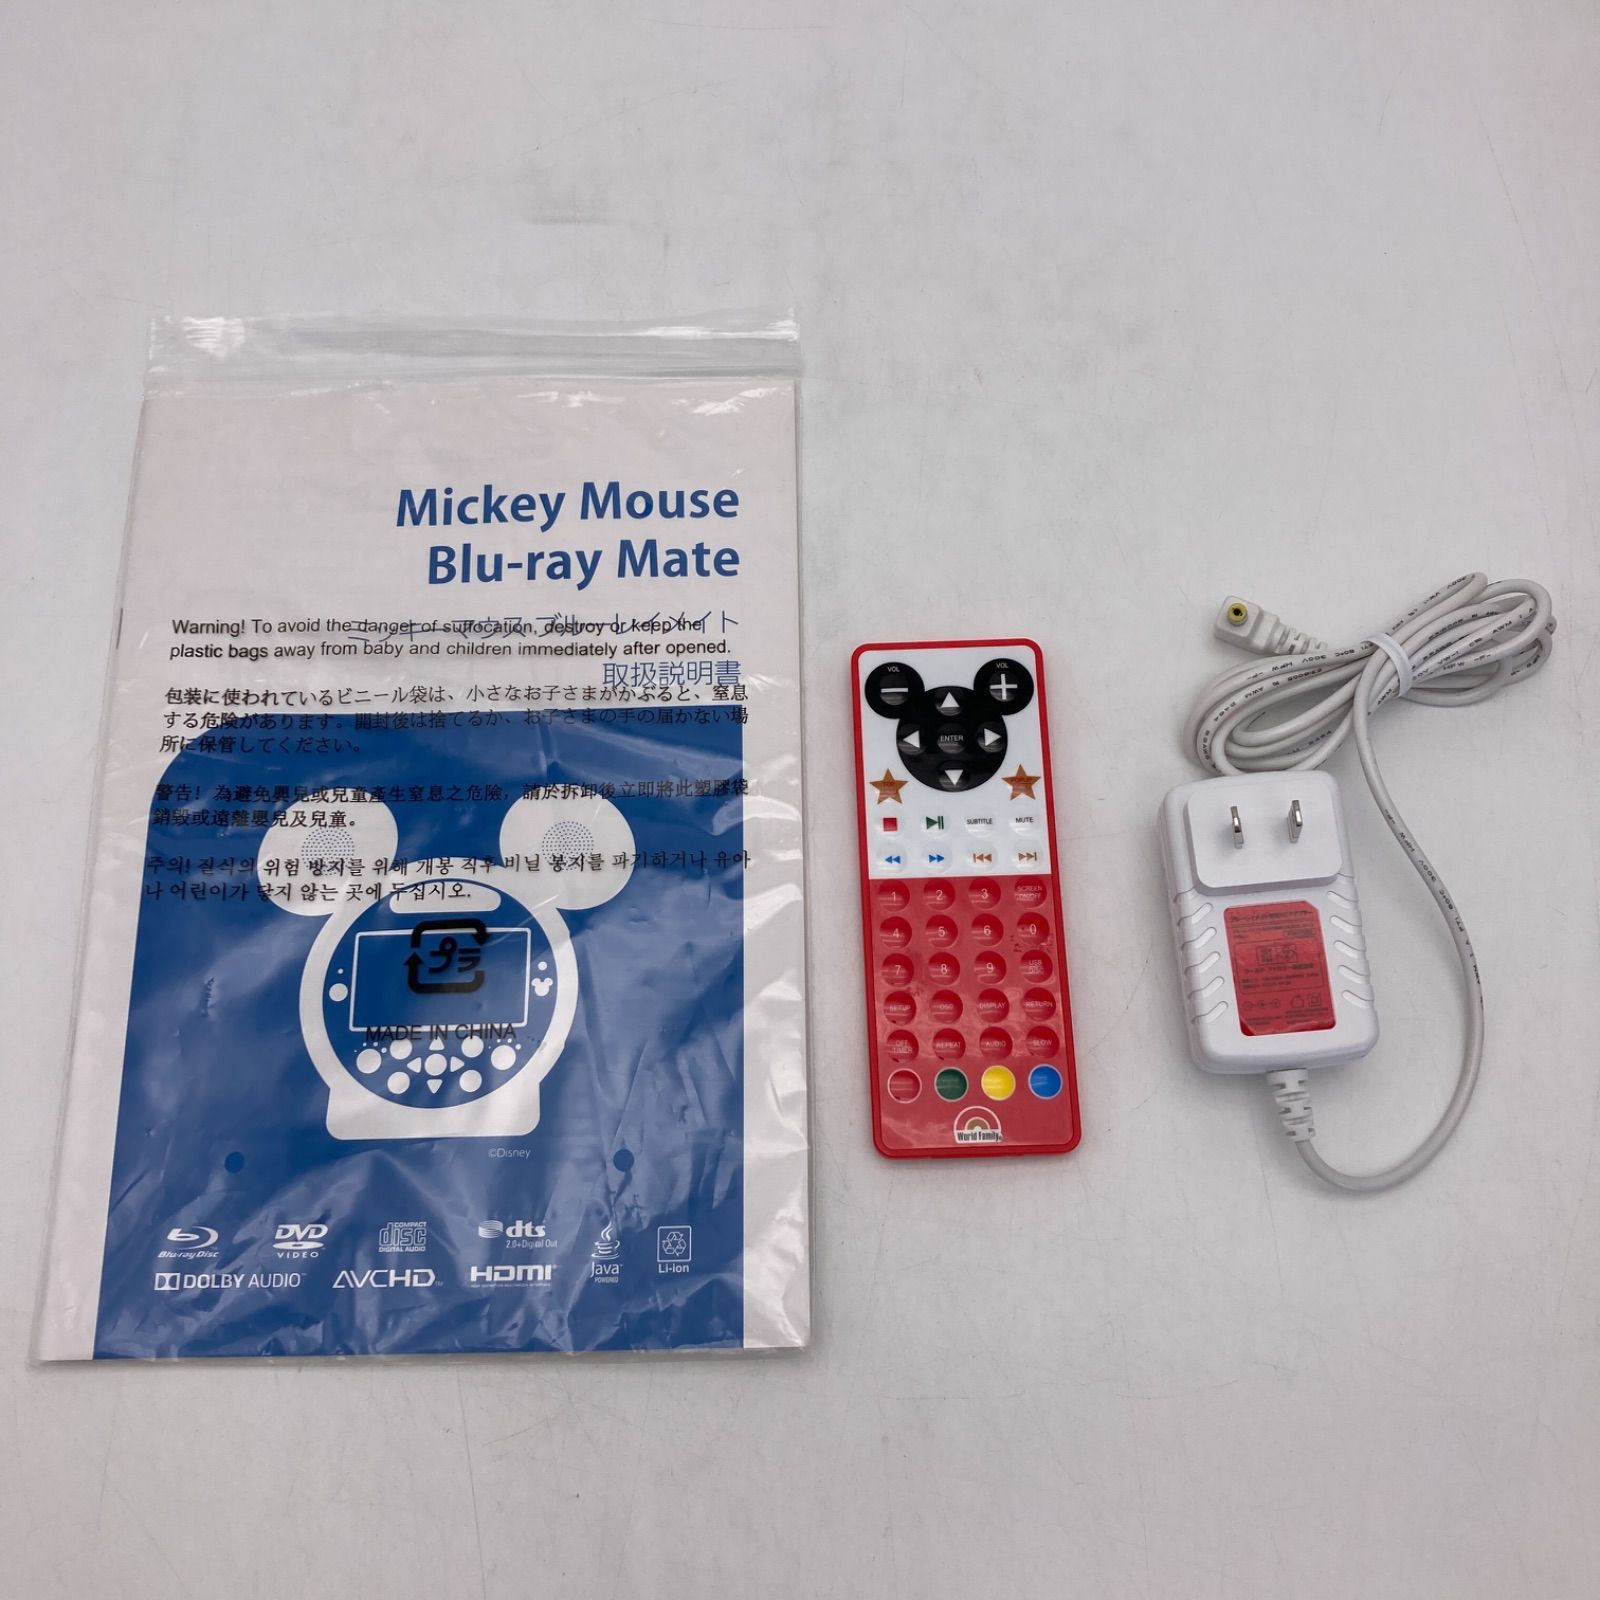 Mickey Mouse
Blu-ray Mate
ミッキーマウス ブルーレイメイト
取扱説明書
Warning! To avoid the danger of suffocation, destroy or keep the
plastic bags away from baby and children immediately after opened.
包装に使われているビニール袋は、小さなお子さまがかぶると、窒息
する危険があります。開封後は捨てるか、お子さまの手の届かない場
所に保管してください。
警告！為避免嬰兒或兒童產生窒息之危險，請於拆卸後立即將此塑膠袋
銷毀或遠離嬰兒及兒童。
주의! 질식의 위험 방지를 위해 개봉 직후 비닐 봉지를 파기하거나 유아
나 어린이가 닿지 않는 곳에 두십시오.
プラ
MADE IN CHINA
©Disney
Blu-ray Disc
DVD
VIDEO
COMPACT
disc
DIGITAL AUDIO
dts
2.0+Digital Out
Java
POWERED
Li-ion
DOLBY AUDIO™
AVCHD™
HDMI
VOL
VOL
ENTER
SUBTITLE
MUTE
1 2 3 SCREEN ON/OFF
4 5 6 0
7 8 9 USB DISC
SETUP OSC DISPLAY RETURN
OFF TIMER REPEAT AUDIO SLOW
World Family®